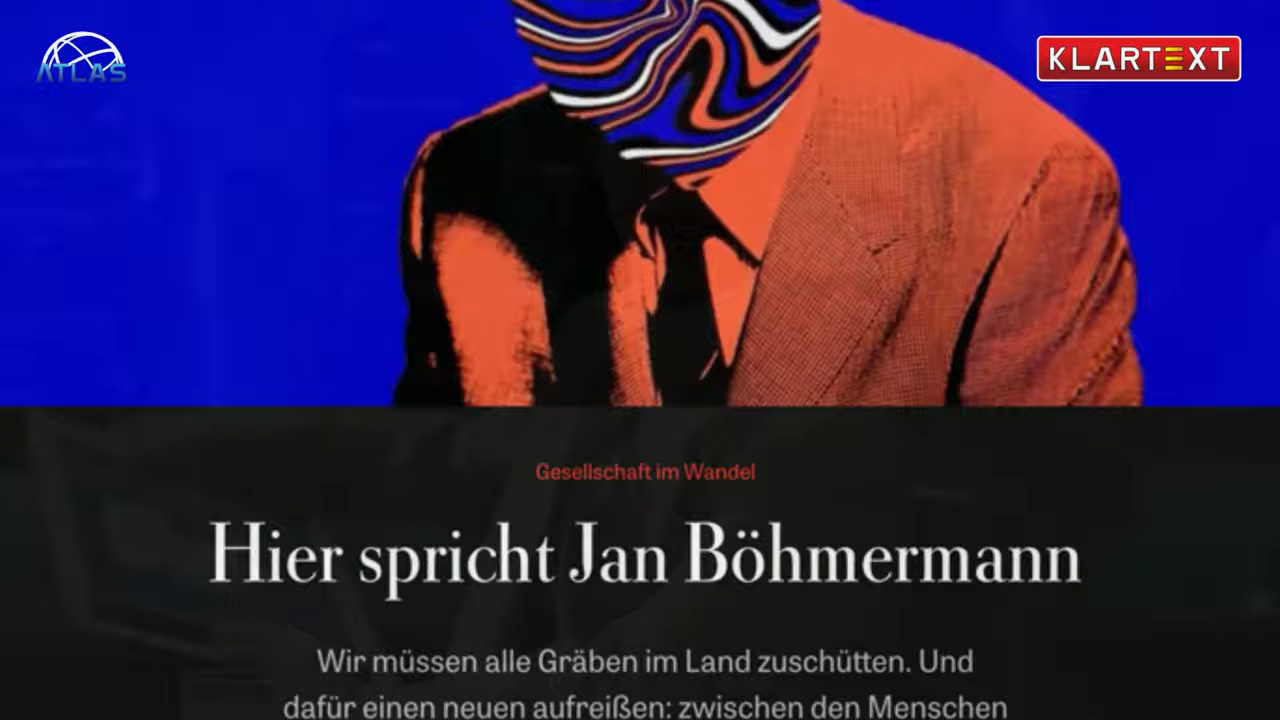 ATLAS
KLARTEXT
Gesellschaft im Wandel
Hier spricht Jan Böhmermann
Wir müssen alle Gräben im Land zuschütten. Und
dafür einen neuen aufreißen: zwischen den Menschen